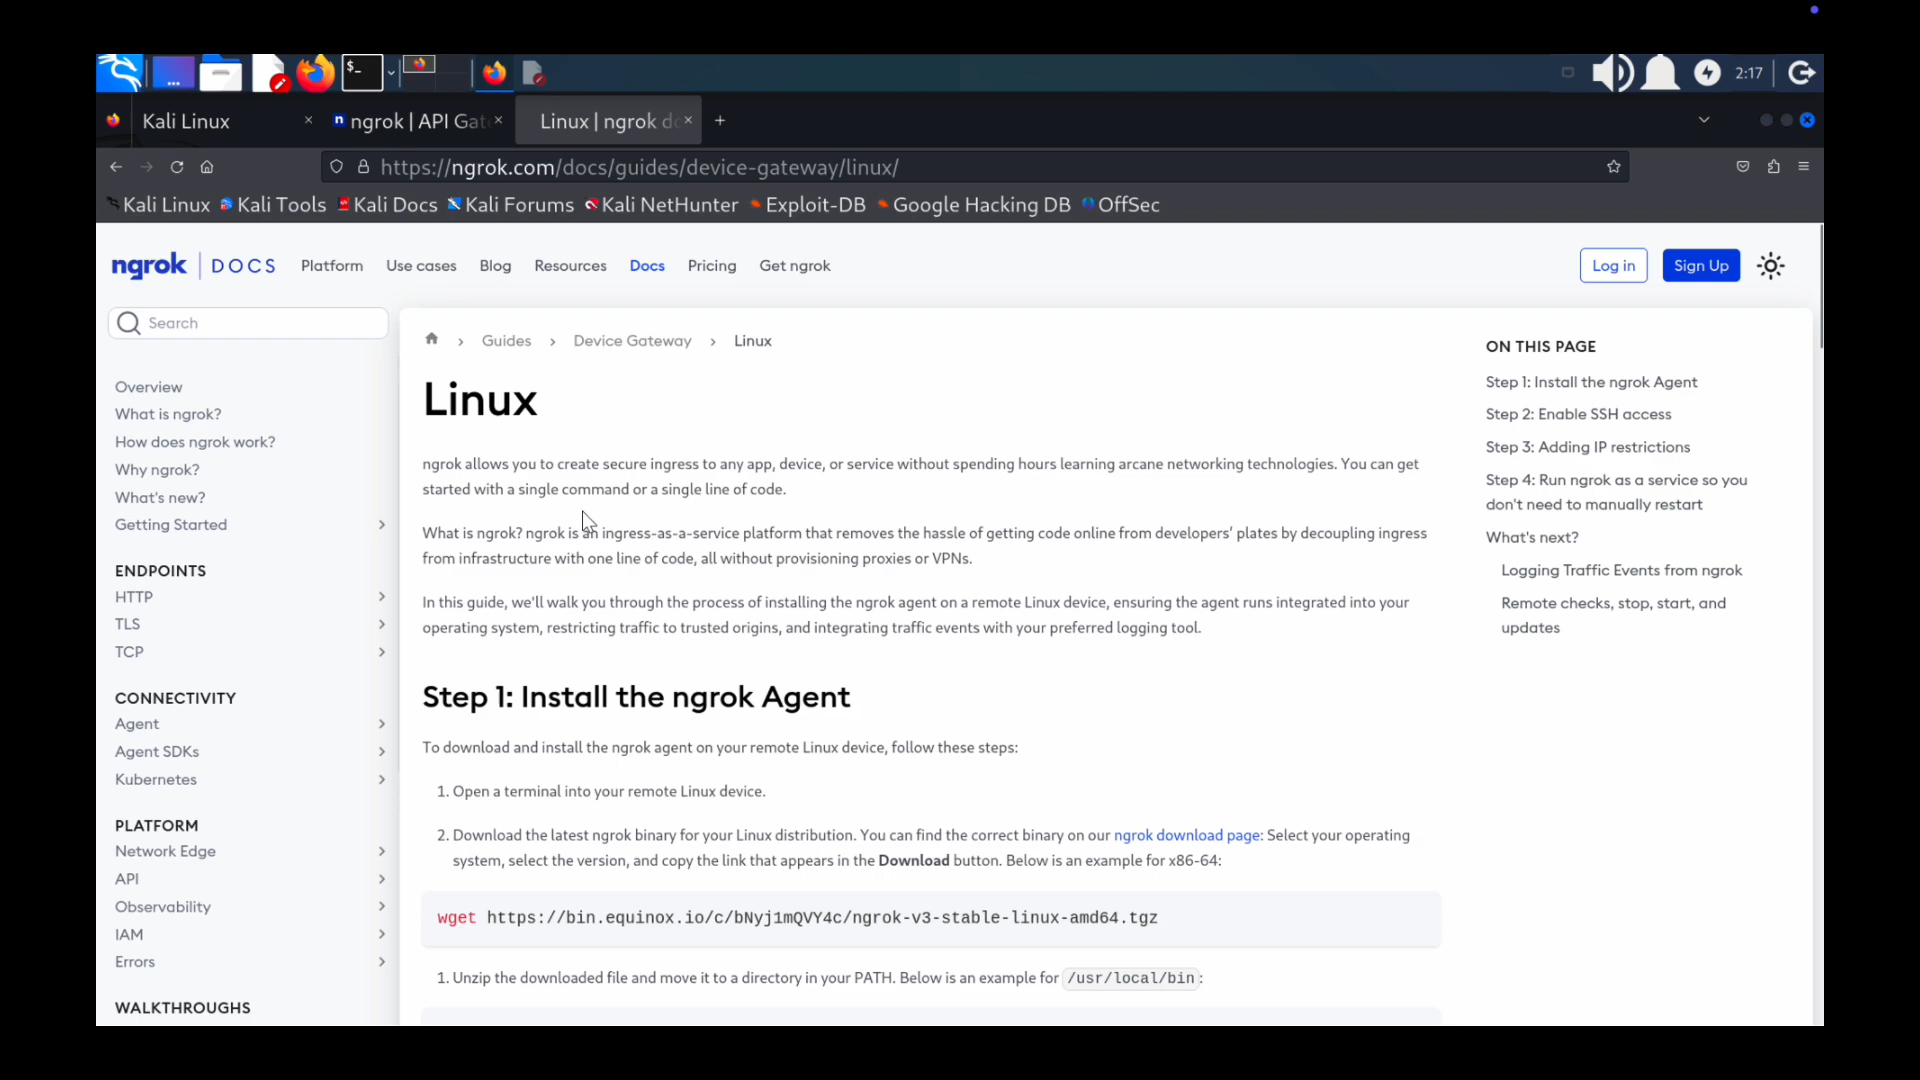 $_
2:17
Kali Linux
ngrok | API Gat
Linux | ngrok do
https://ngrok.com/docs/guides/device-gateway/linux/
Kali Linux Kali Tools Kali Docs Kali Forums Kali NetHunter Exploit-DB Google Hacking DB OffSec
ngrok DOCS Platform Use cases Blog Resources Docs Pricing Get ngrok Log in Sign Up
Search
Overview
What is ngrok?
How does ngrok work?
Why ngrok?
What's new?
Getting Started
ENDPOINTS
HTTP
TLS
TCP
CONNECTIVITY
Agent
Agent SDKs
Kubernetes
PLATFORM
Network Edge
API
Observability
IAM
Errors
WALKTHROUGHS
Guides > Device Gateway > Linux
Linux
ngrok allows you to create secure ingress to any app, device, or service without spending hours learning arcane networking technologies. You can get
started with a single command or a single line of code.
What is ngrok? ngrok is an ingress-as-a-service platform that removes the hassle of getting code online from developers’ plates by decoupling ingress
from infrastructure with one line of code, all without provisioning proxies or VPNs.
In this guide, we'll walk you through the process of installing the ngrok agent on a remote Linux device, ensuring the agent runs integrated into your
operating system, restricting traffic to trusted origins, and integrating traffic events with your preferred logging tool.
Step 1: Install the ngrok Agent
To download and install the ngrok agent on your remote Linux device, follow these steps:
1. Open a terminal into your remote Linux device.
2. Download the latest ngrok binary for your Linux distribution. You can find the correct binary on our ngrok download page: Select your operating
system, select the version, and copy the link that appears in the Download button. Below is an example for x86-64:
wget https://bin.equinox.io/c/bNyj1mQVY4c/ngrok-v3-stable-linux-amd64.tgz
1. Unzip the downloaded file and move it to a directory in your PATH. Below is an example for /usr/local/bin:
ON THIS PAGE
Step 1: Install the ngrok Agent
Step 2: Enable SSH access
Step 3: Adding IP restrictions
Step 4: Run ngrok as a service so you
don't need to manually restart
What's next?
Logging Traffic Events from ngrok
Remote checks, stop, start, and
updates